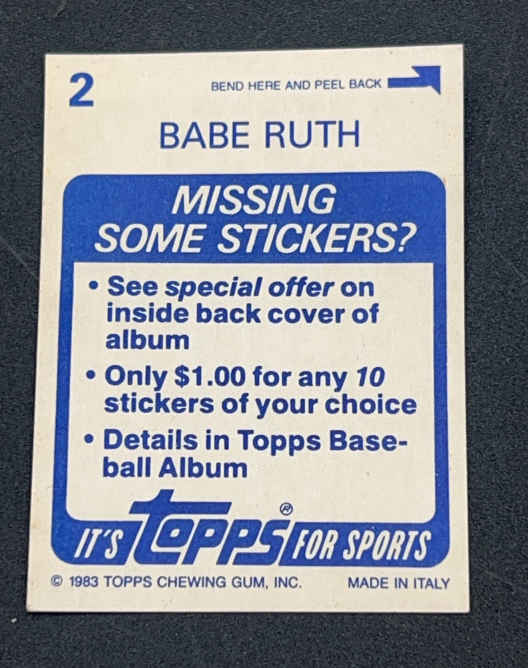 2
BEND HERE AND PEEL BACK
BABE RUTH
MISSING
SOME STICKERS?
• See special offer on
inside back cover of
album
• Only $1.00 for any 10
stickers of your choice
• Details in Topps Base-
ball Album
IT'S topps® FOR SPORTS
© 1983 TOPPS CHEWING GUM, INC. MADE IN ITALY